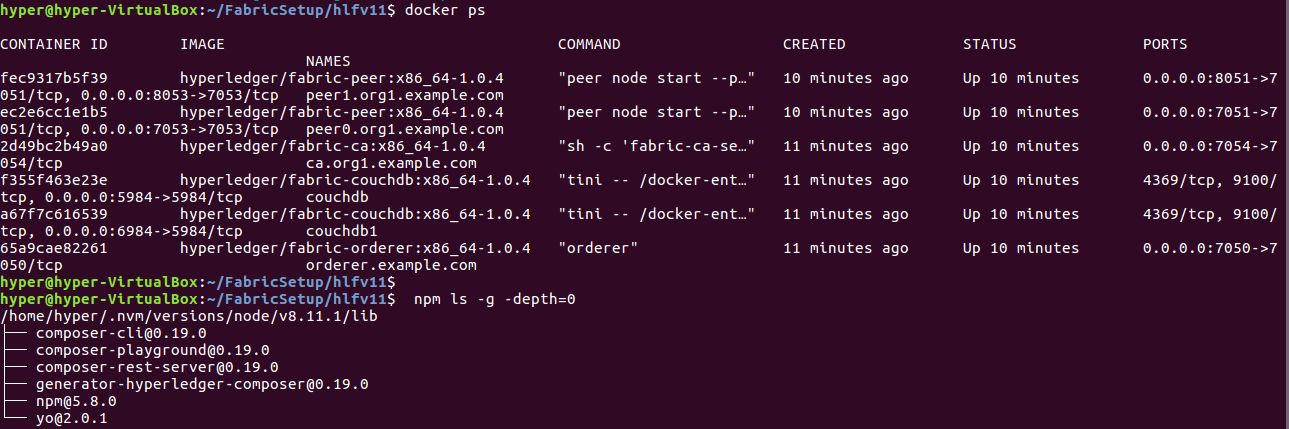 hyper@hyper-VirtualBox:~/FabricSetup/hlfv11$ docker ps
CONTAINER ID        IMAGE                                        COMMAND                  CREATED             STATUS              PORTS
                                    NAMES
fec9317b5f39        hyperledger/fabric-peer:x86_64-1.0.4         "peer node start --p…"   10 minutes ago      Up 10 minutes       0.0.0.0:8051->7
051/tcp, 0.0.0.0:8053->7053/tcp   peer1.org1.example.com
ec2e6cc1e1b5        hyperledger/fabric-peer:x86_64-1.0.4         "peer node start --p…"   10 minutes ago      Up 10 minutes       0.0.0.0:7051->7
051/tcp, 0.0.0.0:7053->7053/tcp   peer0.org1.example.com
2d49bc2b49a0        hyperledger/fabric-ca:x86_64-1.0.4           "sh -c 'fabric-ca-se…"   11 minutes ago      Up 10 minutes       0.0.0.0:7054->7
054/tcp                             ca.org1.example.com
f355f463e23e        hyperledger/fabric-couchdb:x86_64-1.0.4      "tini -- /docker-ent…"   11 minutes ago      Up 10 minutes       4369/tcp, 9100/
tcp, 0.0.0.0:5984->5984/tcp       couchdb
a67f7c616539        hyperledger/fabric-couchdb:x86_64-1.0.4      "tini -- /docker-ent…"   11 minutes ago      Up 10 minutes       4369/tcp, 9100/
tcp, 0.0.0.0:6984->5984/tcp       couchdb1
65a9cae82261        hyperledger/fabric-orderer:x86_64-1.0.4      "orderer"                11 minutes ago      Up 10 minutes       0.0.0.0:7050->7
050/tcp                             orderer.example.com
hyper@hyper-VirtualBox:~/FabricSetup/hlfv11$
hyper@hyper-VirtualBox:~/FabricSetup/hlfv11$  npm ls -g -depth=0
/home/hyper/.nvm/versions/node/v8.11.1/lib
├── composer-cli@0.19.0
├── composer-playground@0.19.0
├── composer-rest-server@0.19.0
├── generator-hyperledger-composer@0.19.0
├── npm@5.8.0
└── yo@2.0.1